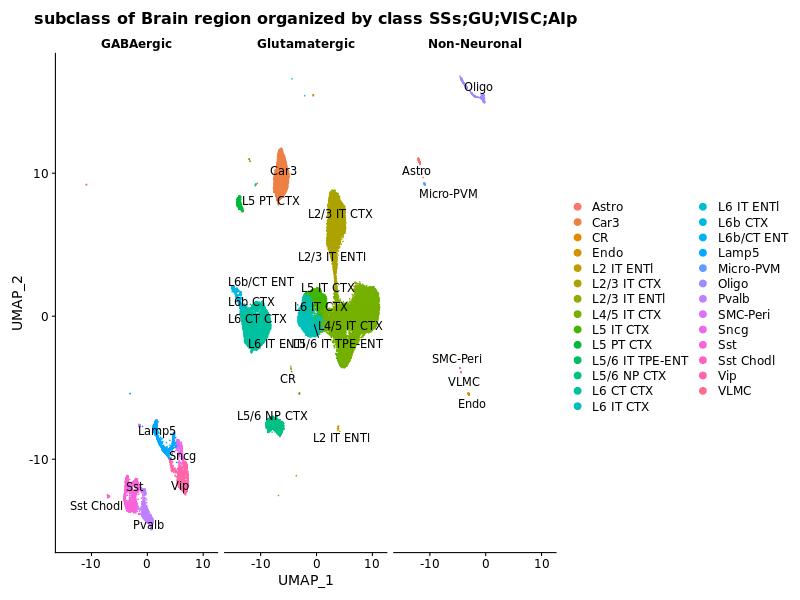 subclass of Brain region organized by class SSs;GU;VISC;AIp
GABAergic
Glutamatergic
Non-Neuronal
UMAP_2
10
0
-10
Lamp5
Sncg
Sst
Vip
Sst Chodl
Pvalb
Car3
L5 PT CTX
L2/3 IT CTX
L2/3 IT ENTl
L6b/CT ENT
L5 IT CTX
L6b CTX
L6 IT CTX
L6 CT CTX
L4/5 IT CTX
L6 IT ENTl
L5/6 IT TPE-ENT
CR
L5/6 NP CTX
L2 IT ENTl
Oligo
Astro
Micro-PVM
SMC-Peri
VLMC
Endo
-10 0 10
-10 0 10
-10 0 10
UMAP_1
Astro
Car3
CR
Endo
L2 IT ENTl
L2/3 IT CTX
L2/3 IT ENTl
L4/5 IT CTX
L5 IT CTX
L5 PT CTX
L5/6 IT TPE-ENT
L5/6 NP CTX
L6 CT CTX
L6 IT CTX
L6 IT ENTl
L6b CTX
L6b/CT ENT
Lamp5
Micro-PVM
Oligo
Pvalb
SMC-Peri
Sncg
Sst
Sst Chodl
Vip
VLMC